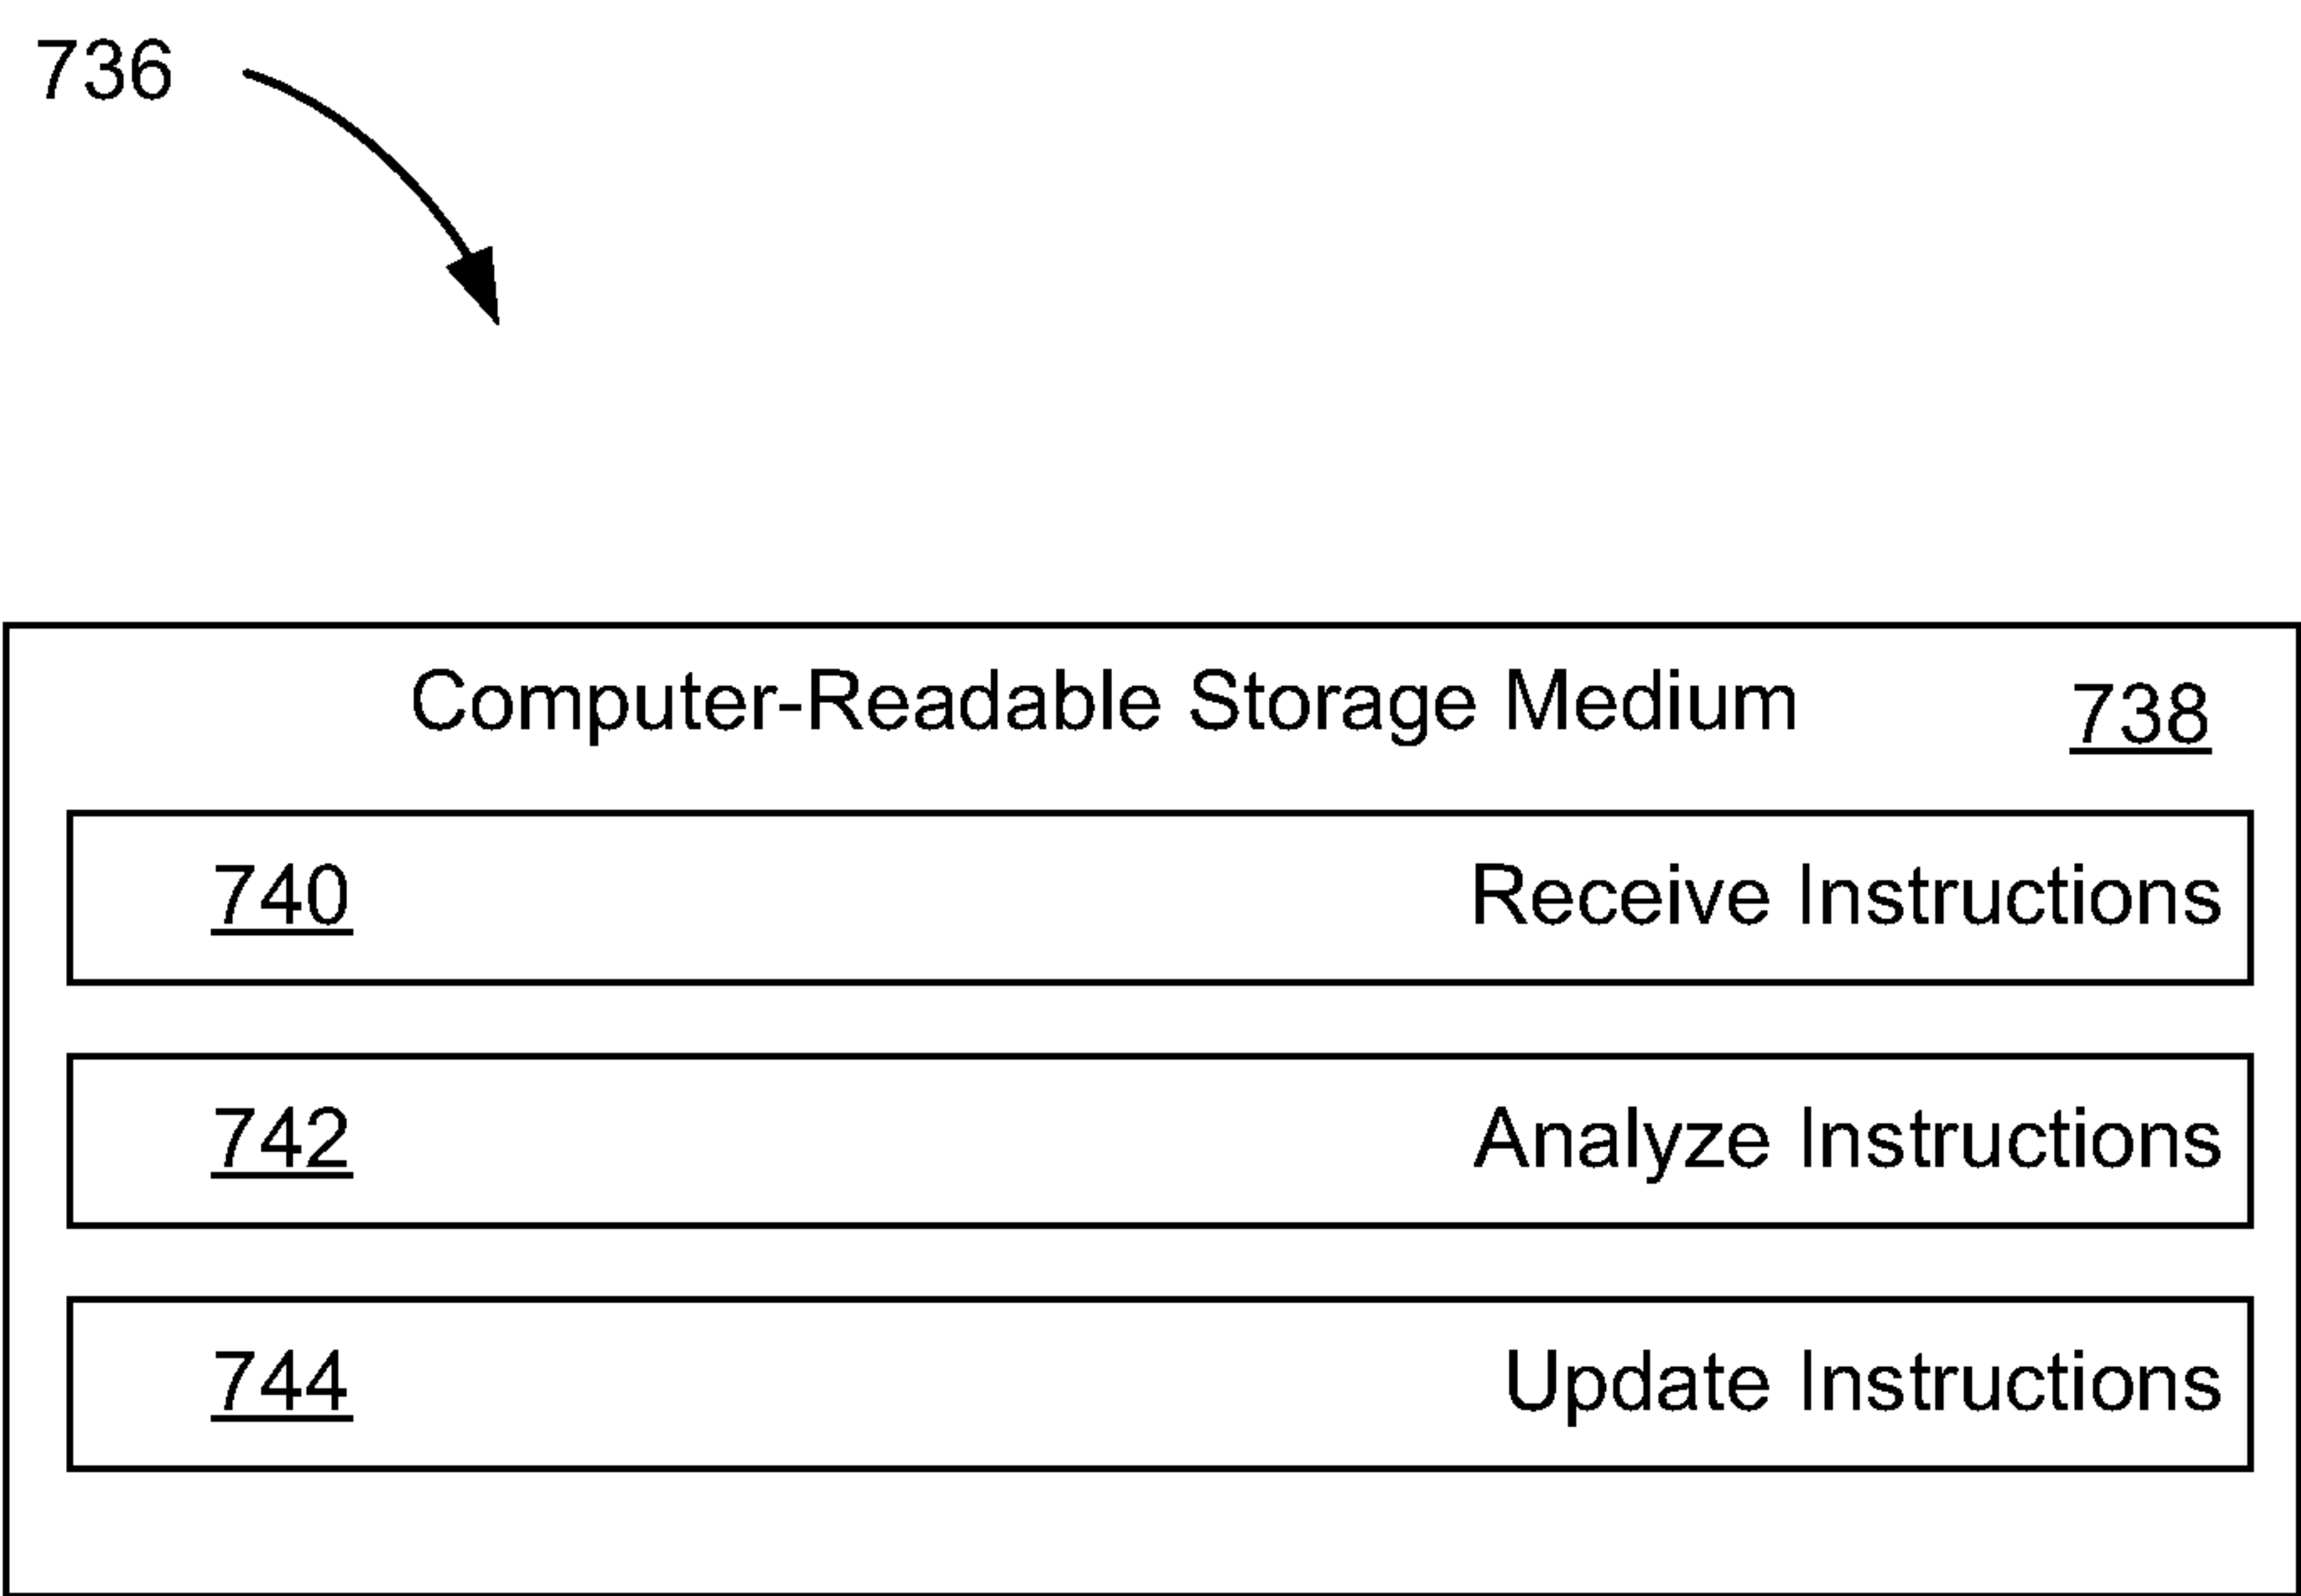 736
Computer-Readable Storage Medium 738
740 Receive Instructions
742 Analyze Instructions
744 Update Instructions